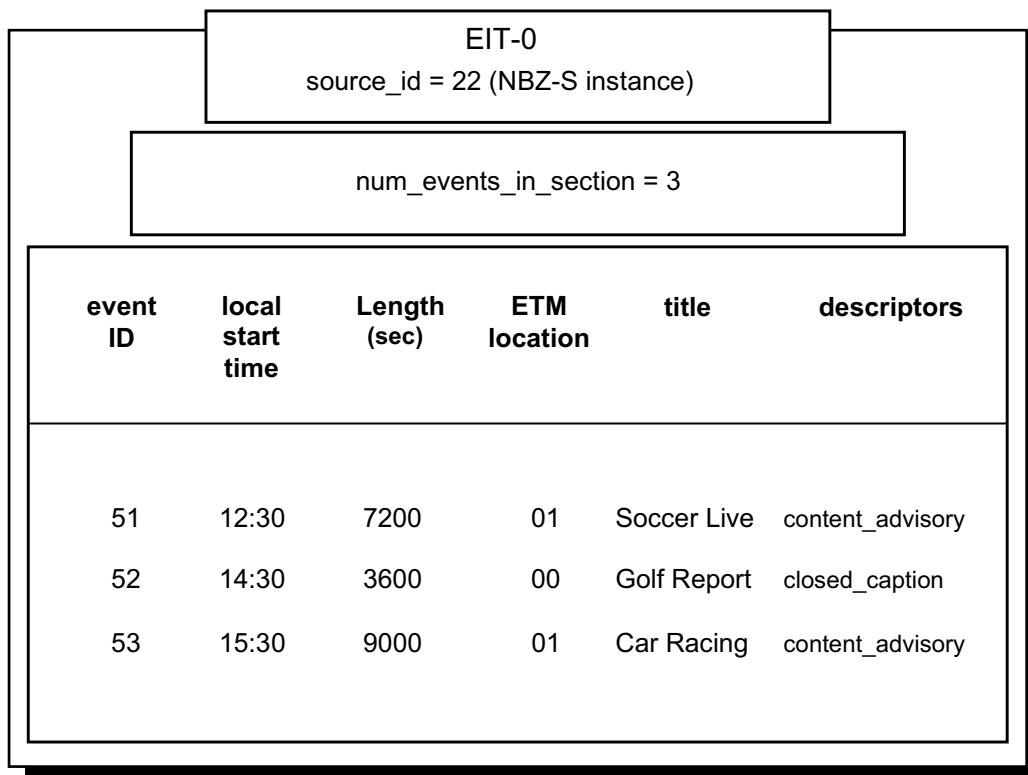 EIT-0
source_id = 22 (NBZ-S instance)
num_events_in_section = 3
event ID local start time Length (sec) ETM location title descriptors
51 12:30 7200 01 Soccer Live content_advisory
52 14:30 3600 00 Golf Report closed_caption
53 15:30 9000 01 Car Racing content_advisory